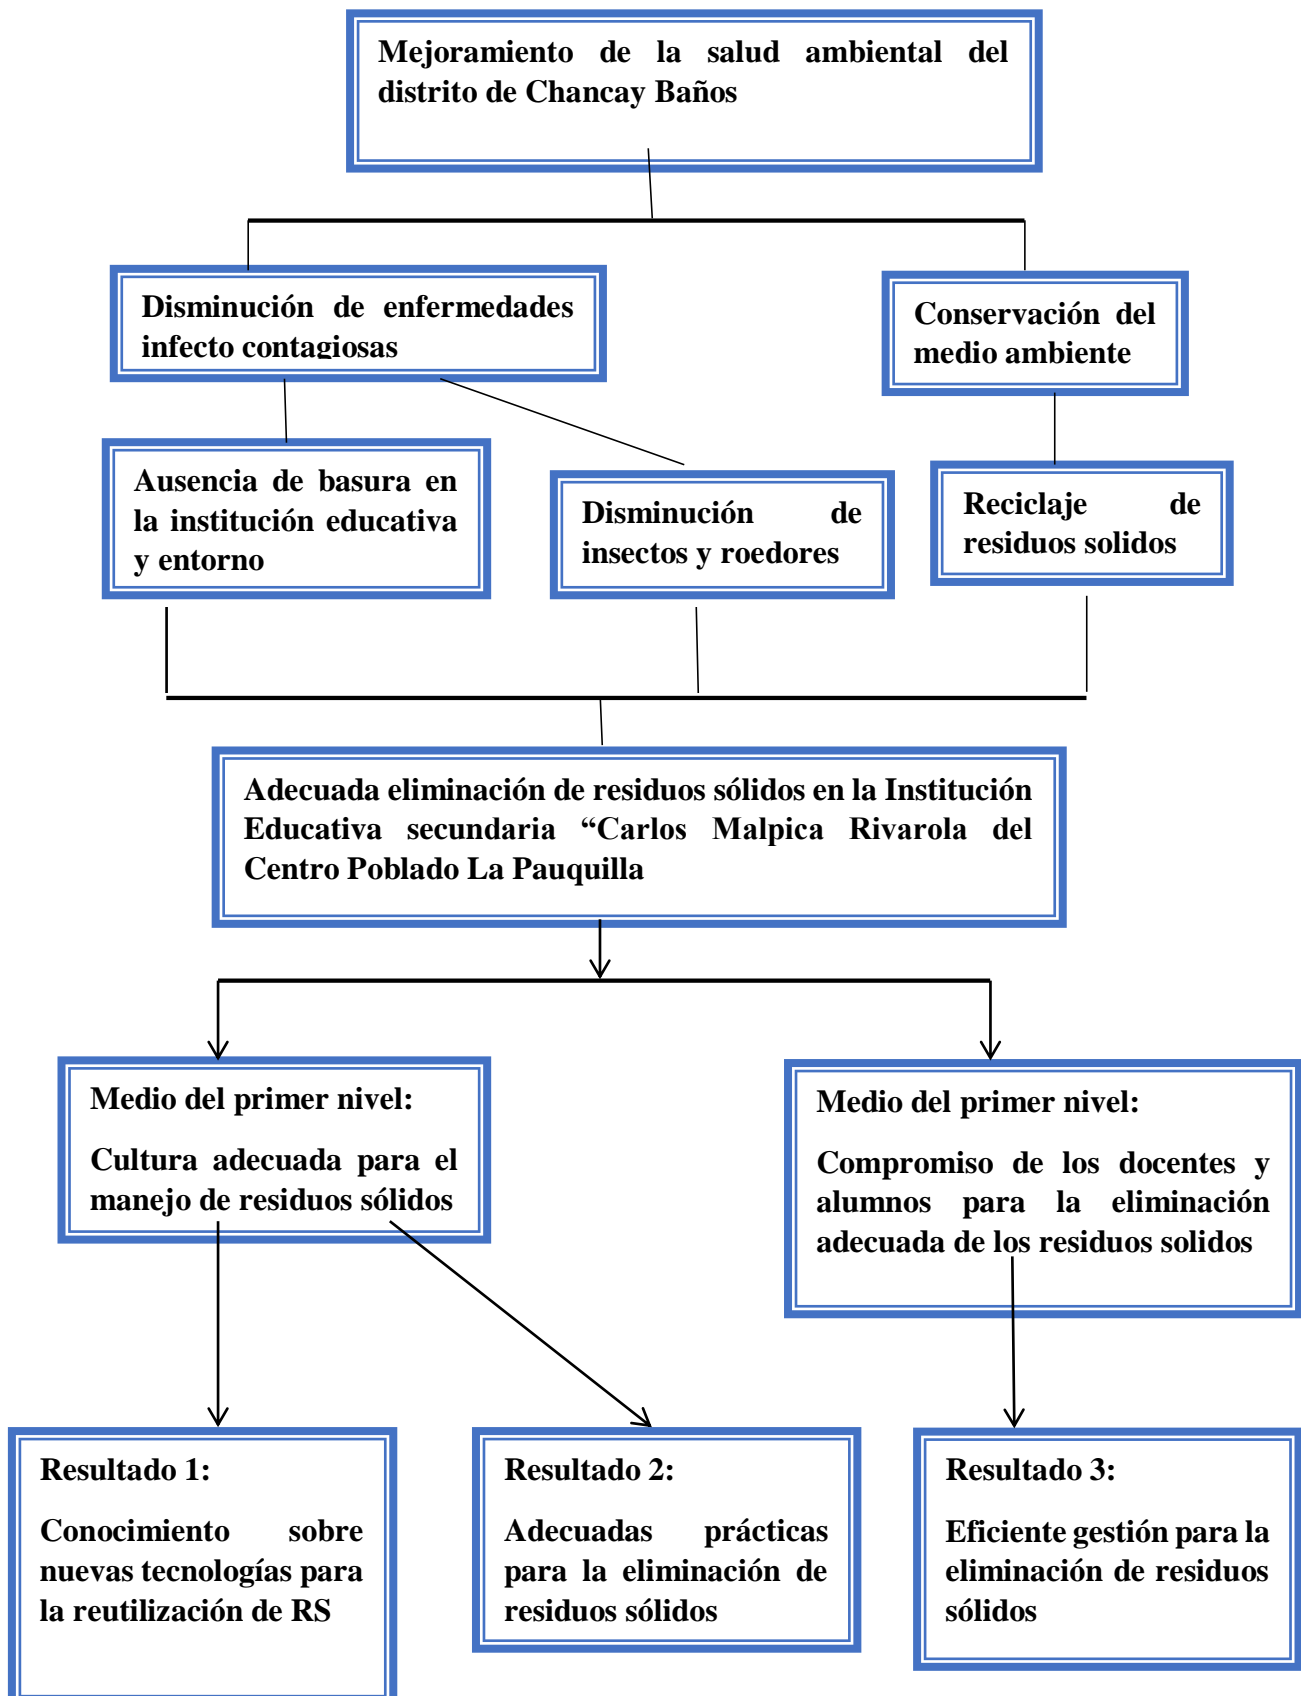 Mejoramiento de la salud ambiental del
distrito de Chancay Baños
Disminución de enfermedades
infecto contagiosas
Conservación del
medio ambiente
Ausencia de basura en
la institución educativa
y entorno
Disminución de
insectos y roedores
Reciclaje de
residuos solidos
Adecuada eliminación de residuos sólidos en la Institución
Educativa secundaria “Carlos Malpica Rivarola del
Centro Poblado La Pauquilla
Medio del primer nivel:
Cultura adecuada para el
manejo de residuos sólidos
Medio del primer nivel:
Compromiso de los docentes y
alumnos para la eliminación
adecuada de los residuos solidos
Resultado 1:
Conocimiento sobre
nuevas tecnologías para
la reutilización de RS
Resultado 2:
Adecuadas prácticas
para la eliminación de
residuos sólidos
Resultado 3:
Eficiente gestión para la
eliminación de residuos
sólidos